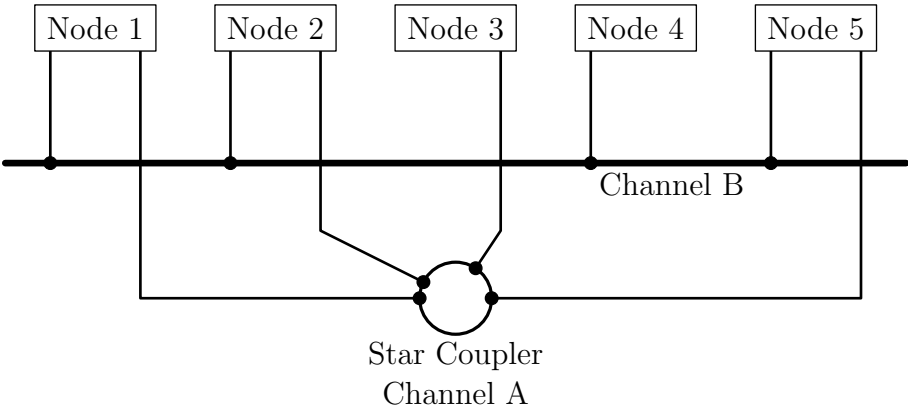 Node 1
Node 2
Node 3
Node 4
Node 5
Channel B
Star Coupler
Channel A